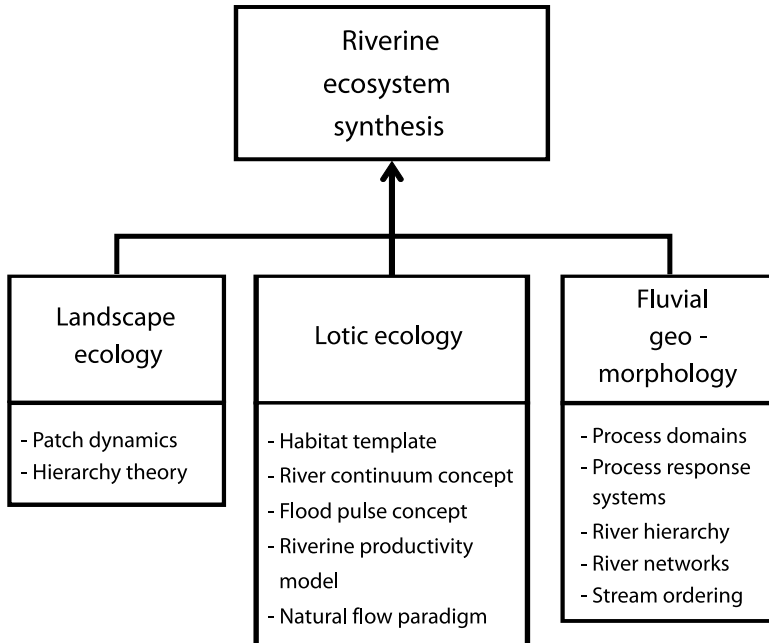 Riverine
ecosystem
synthesis
Landscape
ecology
- Patch dynamics
- Hierarchy theory
Lotic ecology
- Habitat template
- River continuum concept
- Flood pulse concept
- Riverine productivity
model
- Natural flow paradigm
Fluvial
geo -
morphology
- Process domains
- Process response
systems
- River hierarchy
- River networks
- Stream ordering